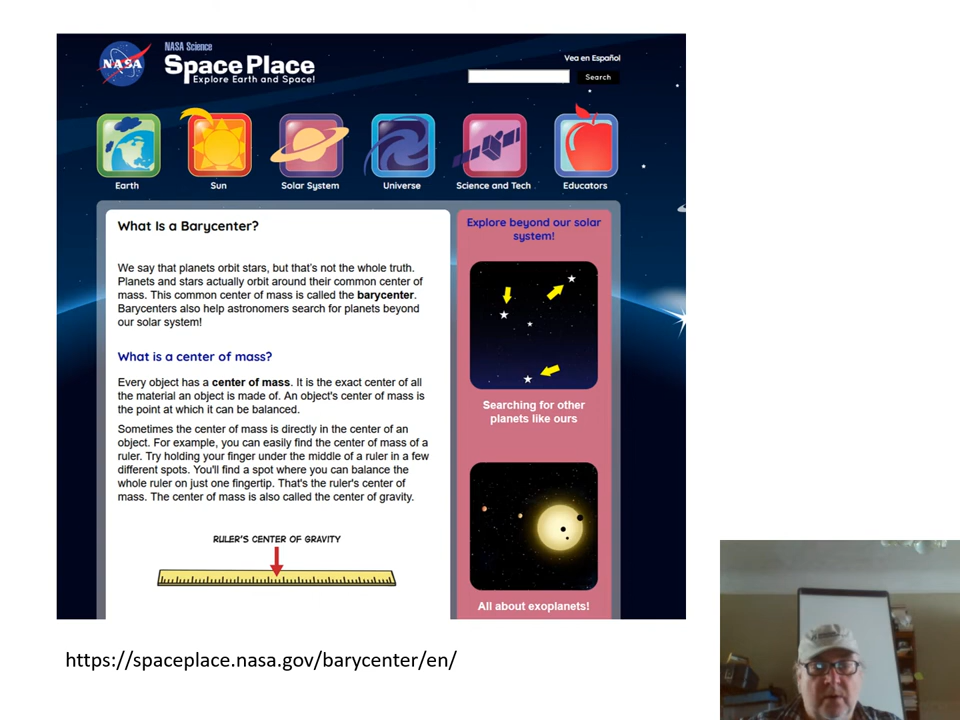 NASA
NASA Science
Space Place
Explore Earth and Space!
Vea en Español
Search
Earth
Sun
Solar System
Universe
Science and Tech
Educators
What Is a Barycenter?
We say that planets orbit stars, but that's not the whole truth.
Planets and stars actually orbit around their common center of
mass. This common center of mass is called the barycenter.
Barycenters also help astronomers search for planets beyond
our solar system!
What is a center of mass?
Every object has a center of mass. It is the exact center of all
the material an object is made of. An object's center of mass is
the point at which it can be balanced.
Sometimes the center of mass is directly in the center of an
object. For example, you can easily find the center of mass of a
ruler. Try holding your finger under the middle of a ruler in a few
different spots. You'll find a spot where you can balance the
whole ruler on just one fingertip. That's the ruler's center of
mass. The center of mass is also called the center of gravity.
RULER'S CENTER OF GRAVITY
Explore beyond our solar
system!
Searching for other
planets like ours
All about exoplanets!
https://spaceplace.nasa.gov/barycenter/en/